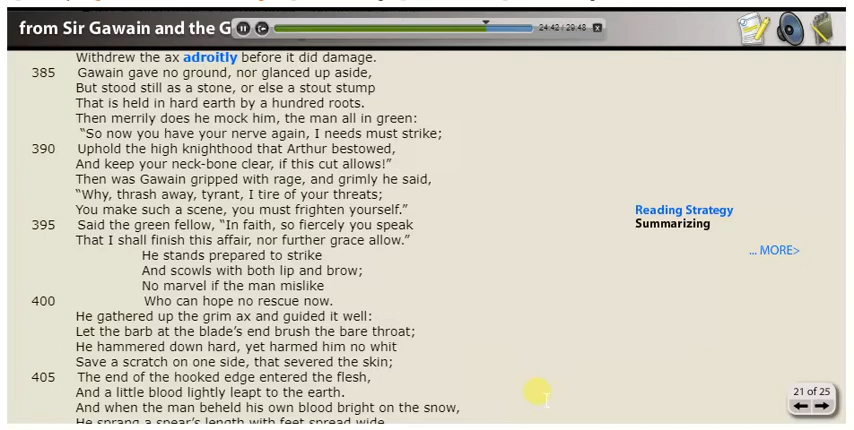 from Sir Gawain and the G
24:42 / 29:48
Withdrew the ax adroitly before it did damage.
385 Gawain gave no ground, nor glanced up aside,
But stood still as a stone, or else a stout stump
That is held in hard earth by a hundred roots.
Then merrily does he mock him, the man all in green:
“So now you have your nerve again, I needs must strike;
390 Uphold the high knighthood that Arthur bestowed,
And keep your neck-bone clear, if this cut allows!”
Then was Gawain gripped with rage, and grimly he said,
“Why, thrash away, tyrant, I tire of your threats;
You make such a scene, you must frighten yourself.”
395 Said the green fellow, “In faith, so fiercely you speak
That I shall finish this affair, nor further grace allow.”
He stands prepared to strike
And scowls with both lip and brow;
No marvel if the man mislike
400 Who can hope no rescue now.
He gathered up the grim ax and guided it well:
Let the barb at the blade’s end brush the bare throat;
He hammered down hard, yet harmed him no whit
Save a scratch on one side, that severed the skin;
405 The end of the hooked edge entered the flesh,
And a little blood lightly leapt to the earth.
And when the man beheld his own blood bright on the snow,
He sprang a spear’s length with feet spread wide,
Reading Strategy
Summarizing
... MORE>
21 of 25